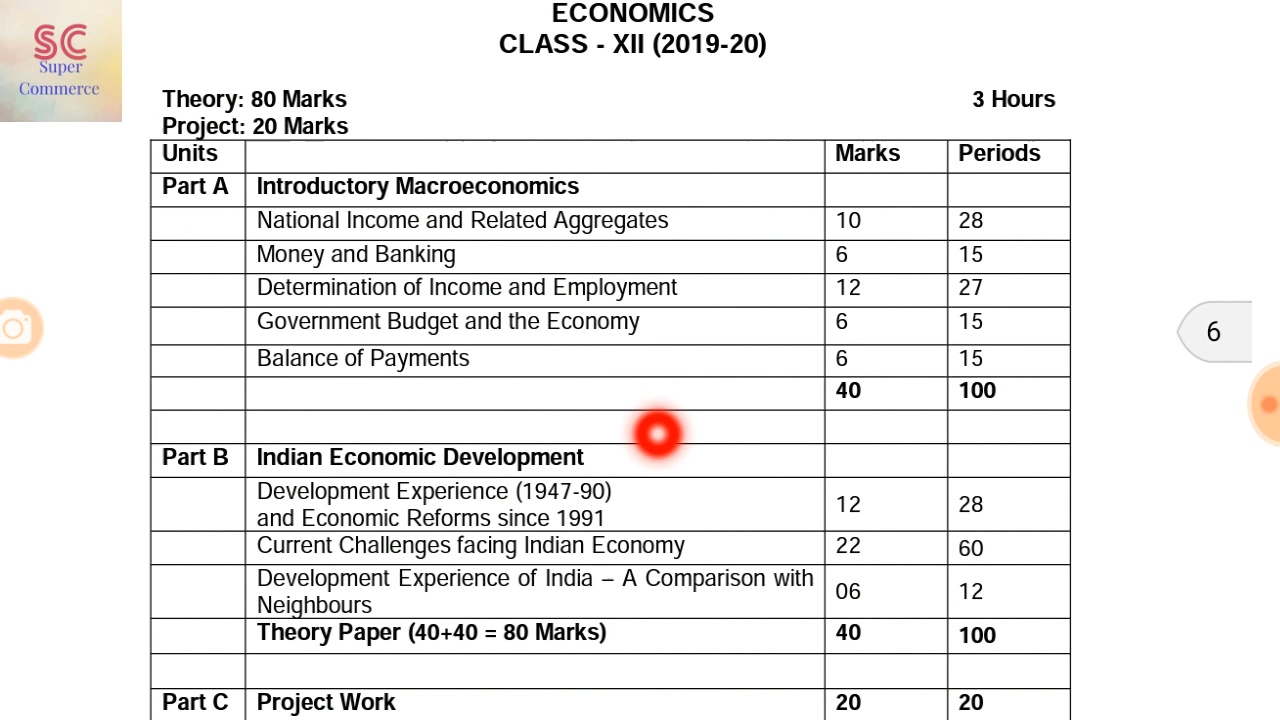 SC
Super
Commerce
ECONOMICS
CLASS - XII (2019-20)
Theory: 80 Marks 3 Hours
Project: 20 Marks
Units Marks Periods
Part A Introductory Macroeconomics
National Income and Related Aggregates 10 28
Money and Banking 6 15
Determination of Income and Employment 12 27
Government Budget and the Economy 6 15
Balance of Payments 6 15
40 100
Part B Indian Economic Development
Development Experience (1947-90)
and Economic Reforms since 1991 12 28
Current Challenges facing Indian Economy 22 60
Development Experience of India – A Comparison with
Neighbours 06 12
Theory Paper (40+40 = 80 Marks) 40 100
Part C Project Work 20 20
6